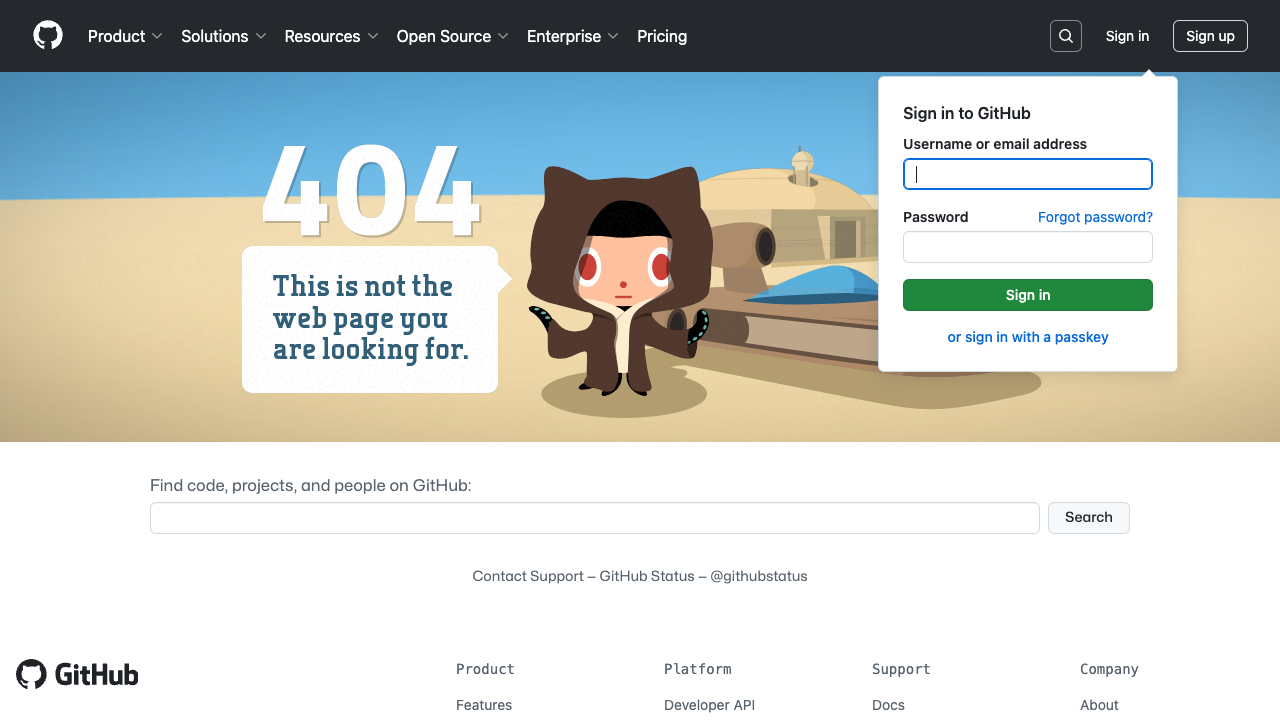 Product
Solutions
Resources
Open Source
Enterprise
Pricing
Sign in
Sign up
404
This is not the
web page you
are looking for.
Sign in to GitHub
Username or email address
Password
Forgot password?
Sign in
or sign in with a passkey
Find code, projects, and people on GitHub:
Search
Contact Support — GitHub Status — @githubstatus
GitHub
Product
Features
Platform
Developer API
Support
Docs
Company
About